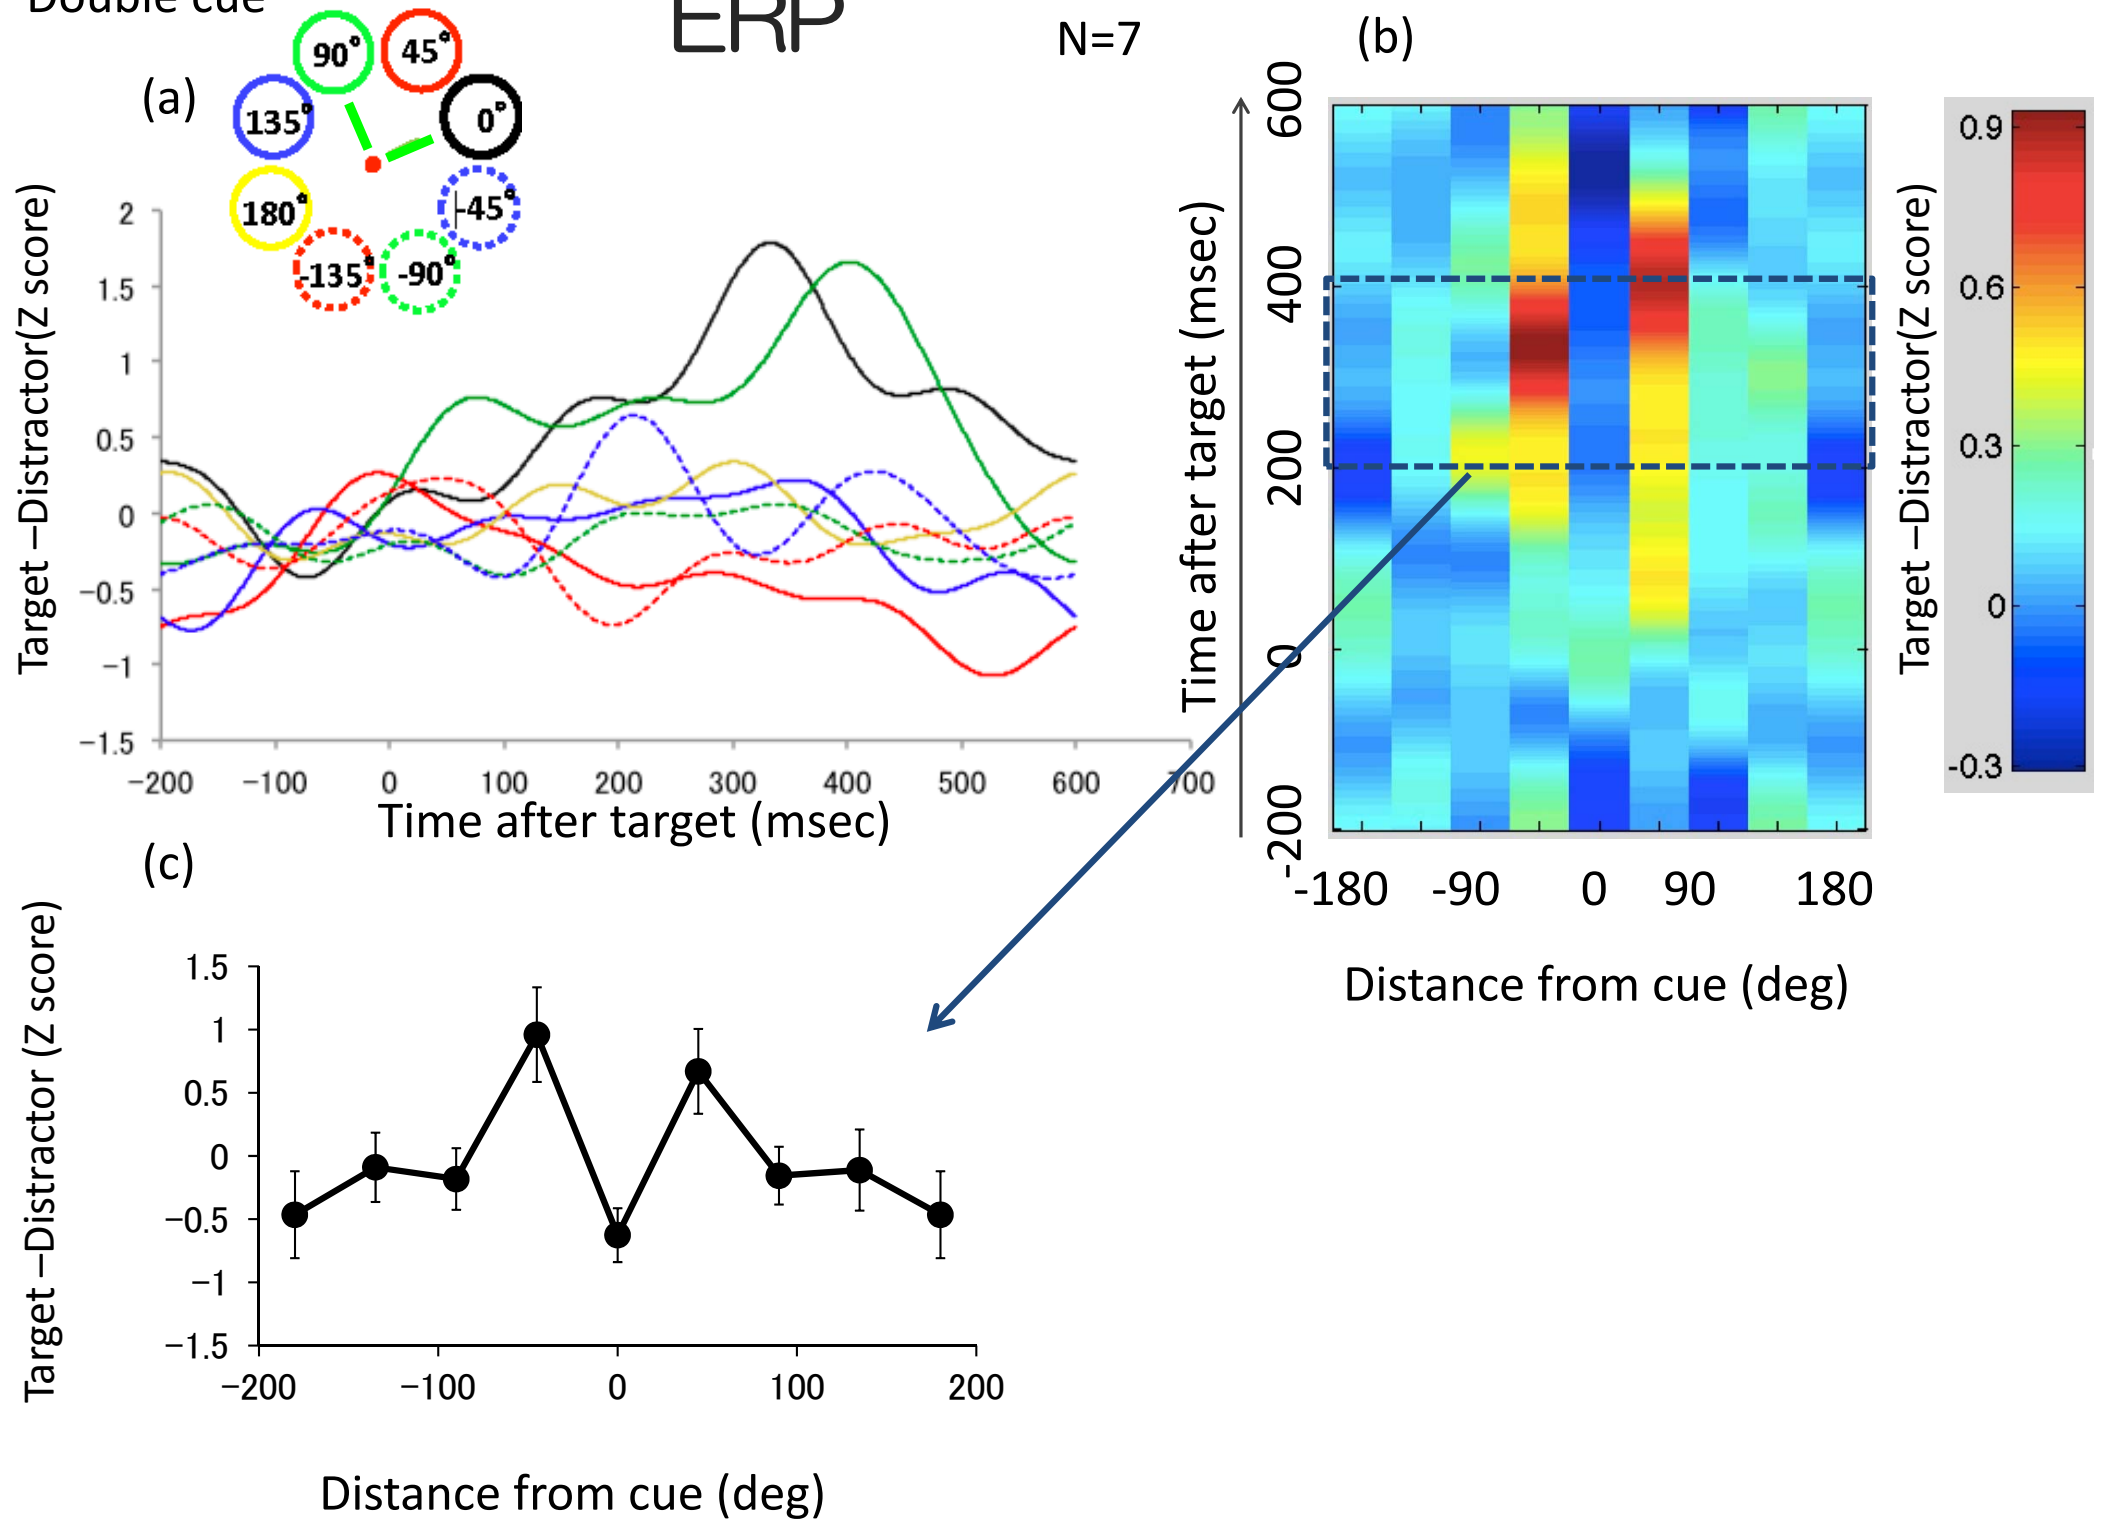 Double cue
ERP
N=7
(a)
90°
45°
135°
0°
180°
-45°
-135°
-90°
Target –Distractor(Z score)
2
1.5
1
0.5
0
−0.5
−1
−1.5
−200 −100 0 100 200 300 400 500 600 700
Time after target (msec)
(b)
Time after target (msec)
600
400
200
0
-200
-180 -90 0 90 180
Distance from cue (deg)
Target –Distractor(Z score)
0.9
0.6
0.3
0
-0.3
(c)
Target –Distractor (Z score)
1.5
1
0.5
0
−0.5
−1
−1.5
−200 −100 0 100 200
Distance from cue (deg)